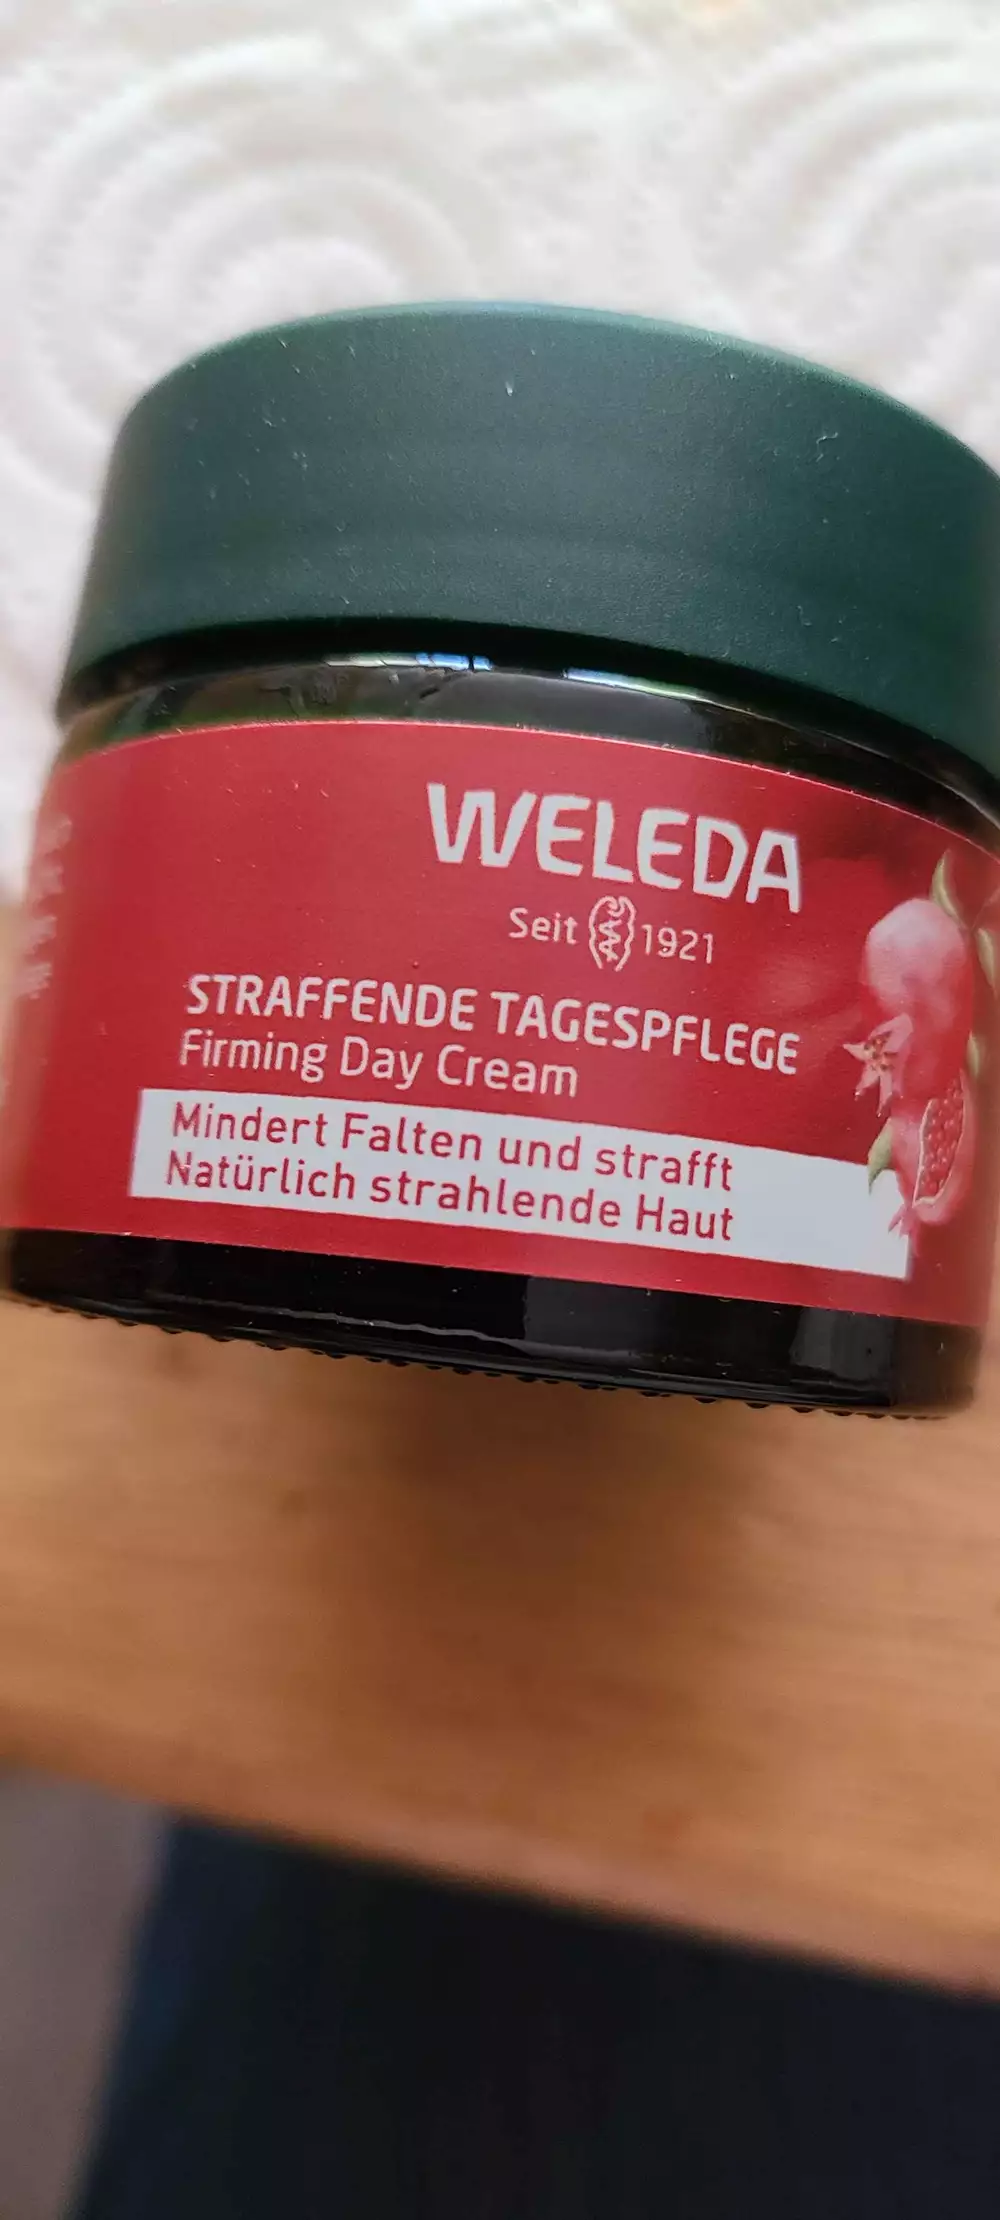 WELEDA
Seit 1921
STRAFFENDE TAGESPFLEGE
Firming Day Cream
Mindert Falten und strafft
Natürlich strahlende Haut